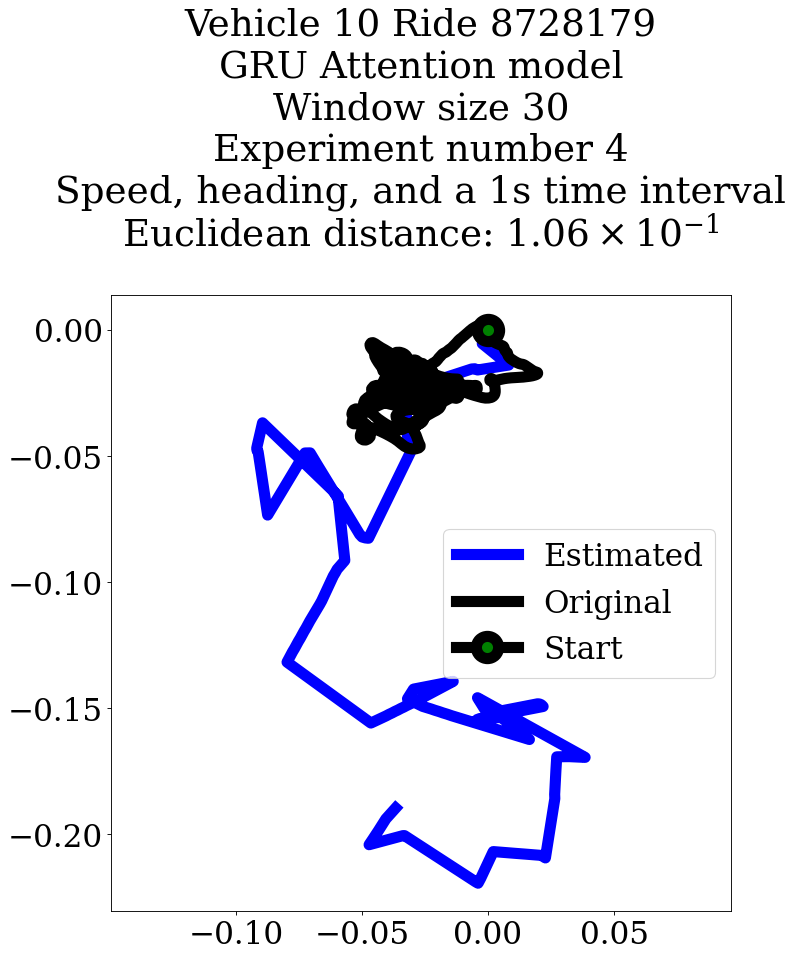 Vehicle 10 Ride 8728179
GRU Attention model
Window size 30
Experiment number 4
Speed, heading, and a 1s time interval
Euclidean distance: 1.06 × 10⁻¹
0.00
−0.05
−0.10
−0.15
−0.20
Estimated
Original
Start
−0.10 −0.05 0.00 0.05